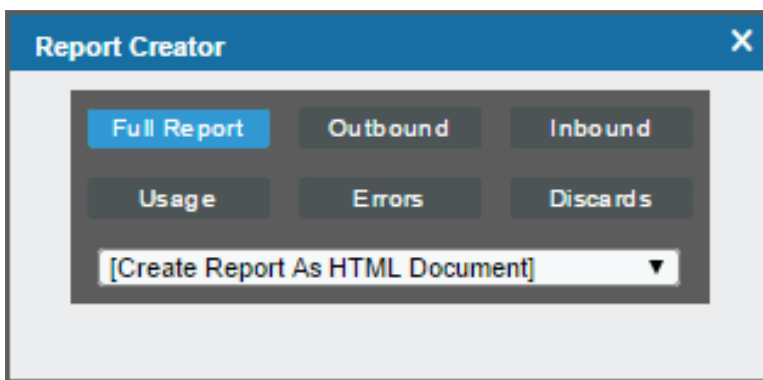 Report Creator
Full Report Outbound Inbound
Usage Errors Discards
[Create Report As HTML Document]